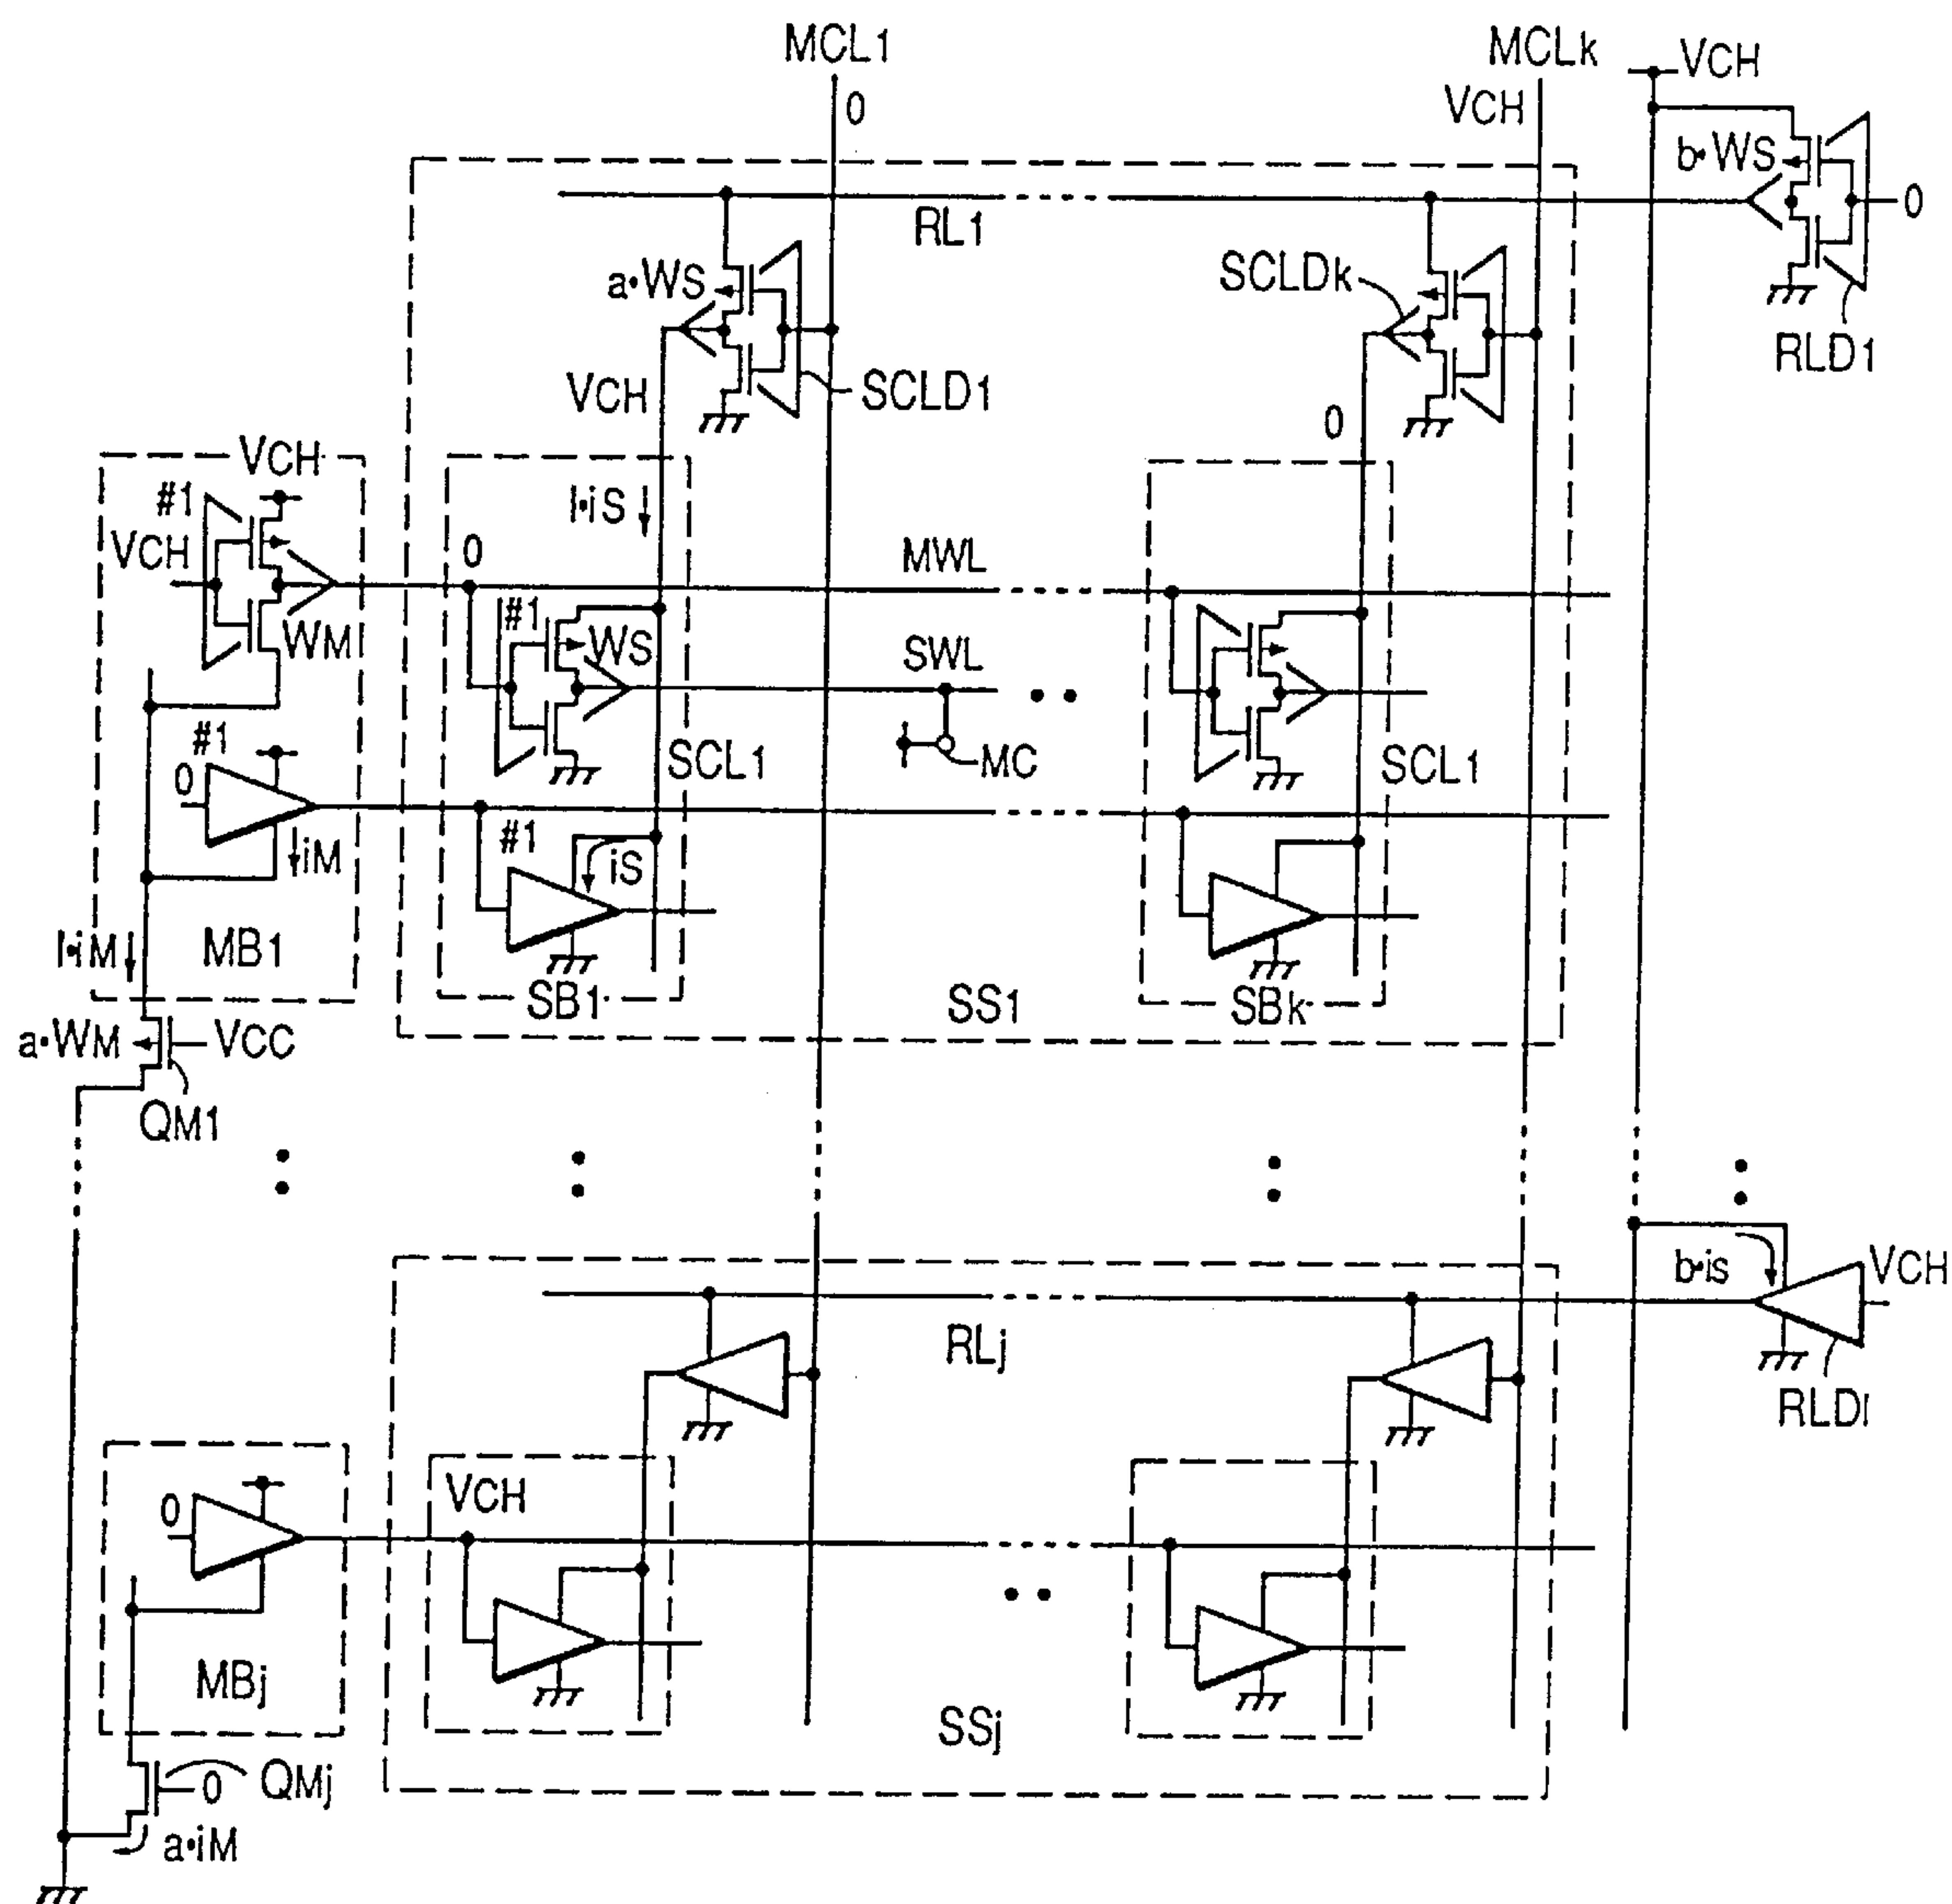 MCL1
MCLk
VCH
0
VCH
b•WS
0
RL1
RLD1
a•WS
SCLDk
SCLD1
VCH
0
VCH
#1
VCH
WM
l•iS
0
MWL
#1
WS
SWL
MC
SCL1
SCL1
#1
0
iM
#1
iS
l•iM
MB1
SB1
SS1
SBk
a•WM
VCC
QM1
b•is
VCH
RLj
RLDl
0
VCH
MBj
SSj
0
QMj
a•iM